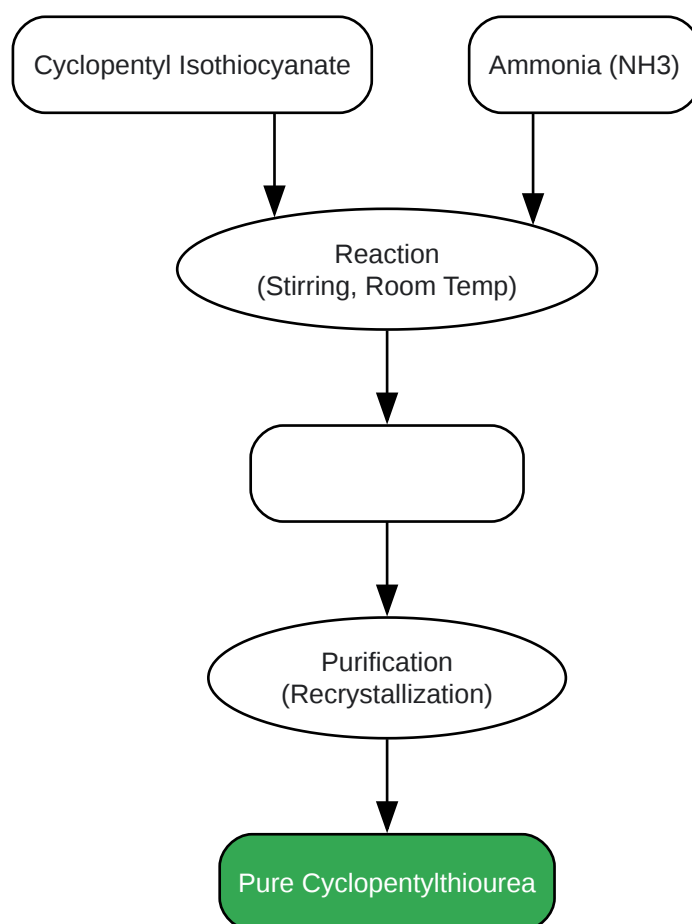 Cyclopentyl Isothiocyanate
Ammonia (NH3)
Reaction
(Stirring, Room Temp)
Purification
(Recrystallization)
Pure Cyclopentylthiourea